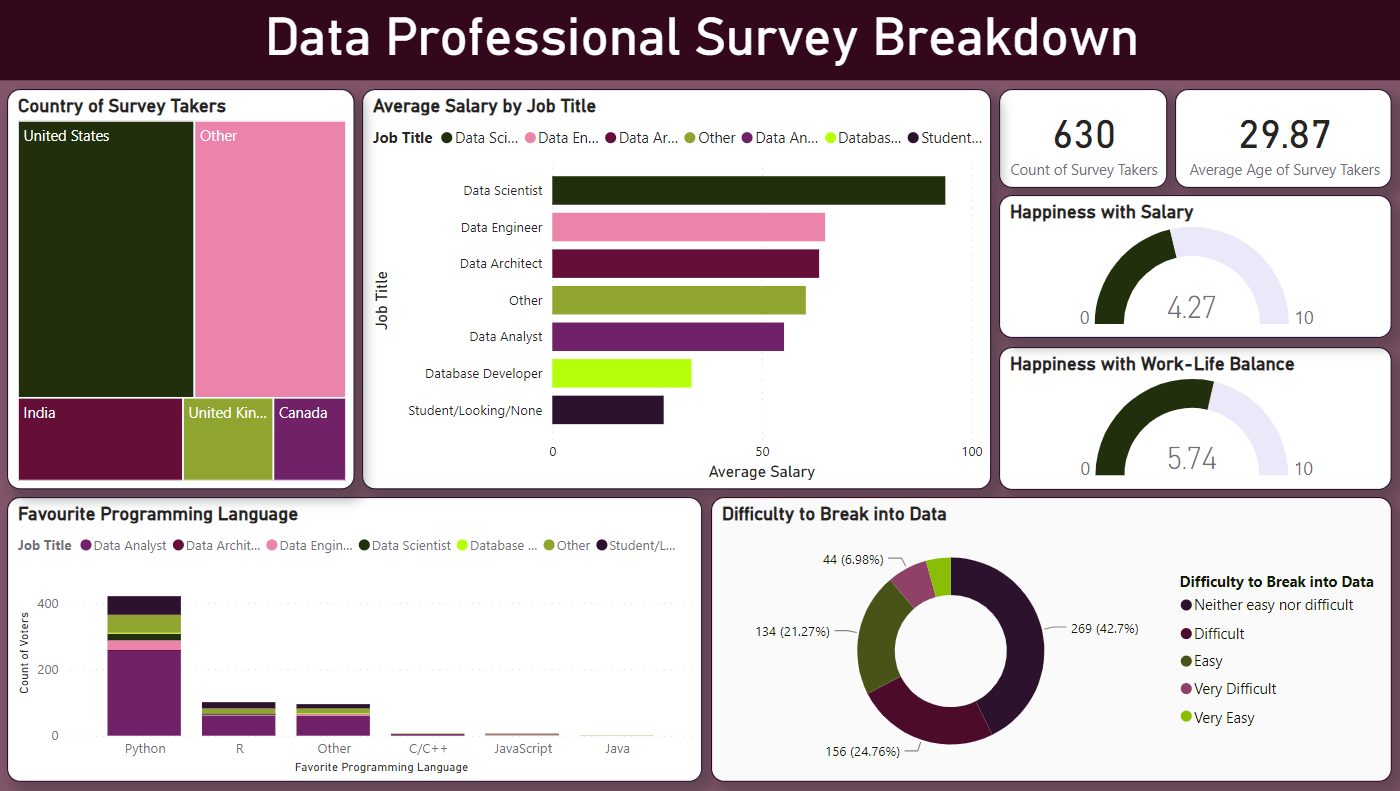 Data Professional Survey Breakdown
Country of Survey Takers
United States
Other
India
United Kin...
Canada
Average Salary by Job Title
Job Title Data Sci... Data En... Data Ar... Other Data An... Databas... Student...
Job Title
Data Scientist
Data Engineer
Data Architect
Other
Data Analyst
Database Developer
Student/Looking/None
0 50 100
Average Salary
630
Count of Survey Takers
29.87
Average Age of Survey Takers
Happiness with Salary
4.27
0 10
Happiness with Work-Life Balance
5.74
0 10
Favourite Programming Language
Job Title Data Analyst Data Archit... Data Engin... Data Scientist Database ... Other Student/L...
Count of Voters
400
200
0
Python R Other C/C++ JavaScript Java
Favorite Programming Language
Difficulty to Break into Data
44 (6.98%)
134 (21.27%)
269 (42.7%)
156 (24.76%)
Difficulty to Break into Data
Neither easy nor difficult
Difficult
Easy
Very Difficult
Very Easy